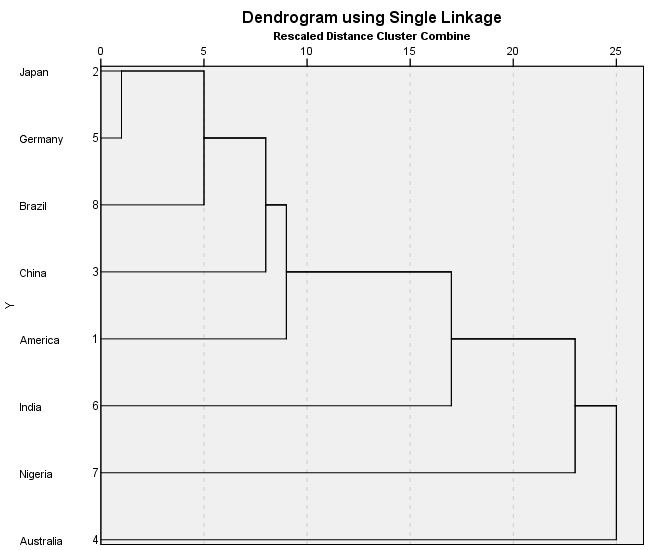 Dendrogram using Single Linkage
Rescaled Distance Cluster Combine
0 5 10 15 20 25
Japan 2
Germany 5
Brazil 8
China 3
Y
America 1
India 6
Nigeria 7
Australia 4